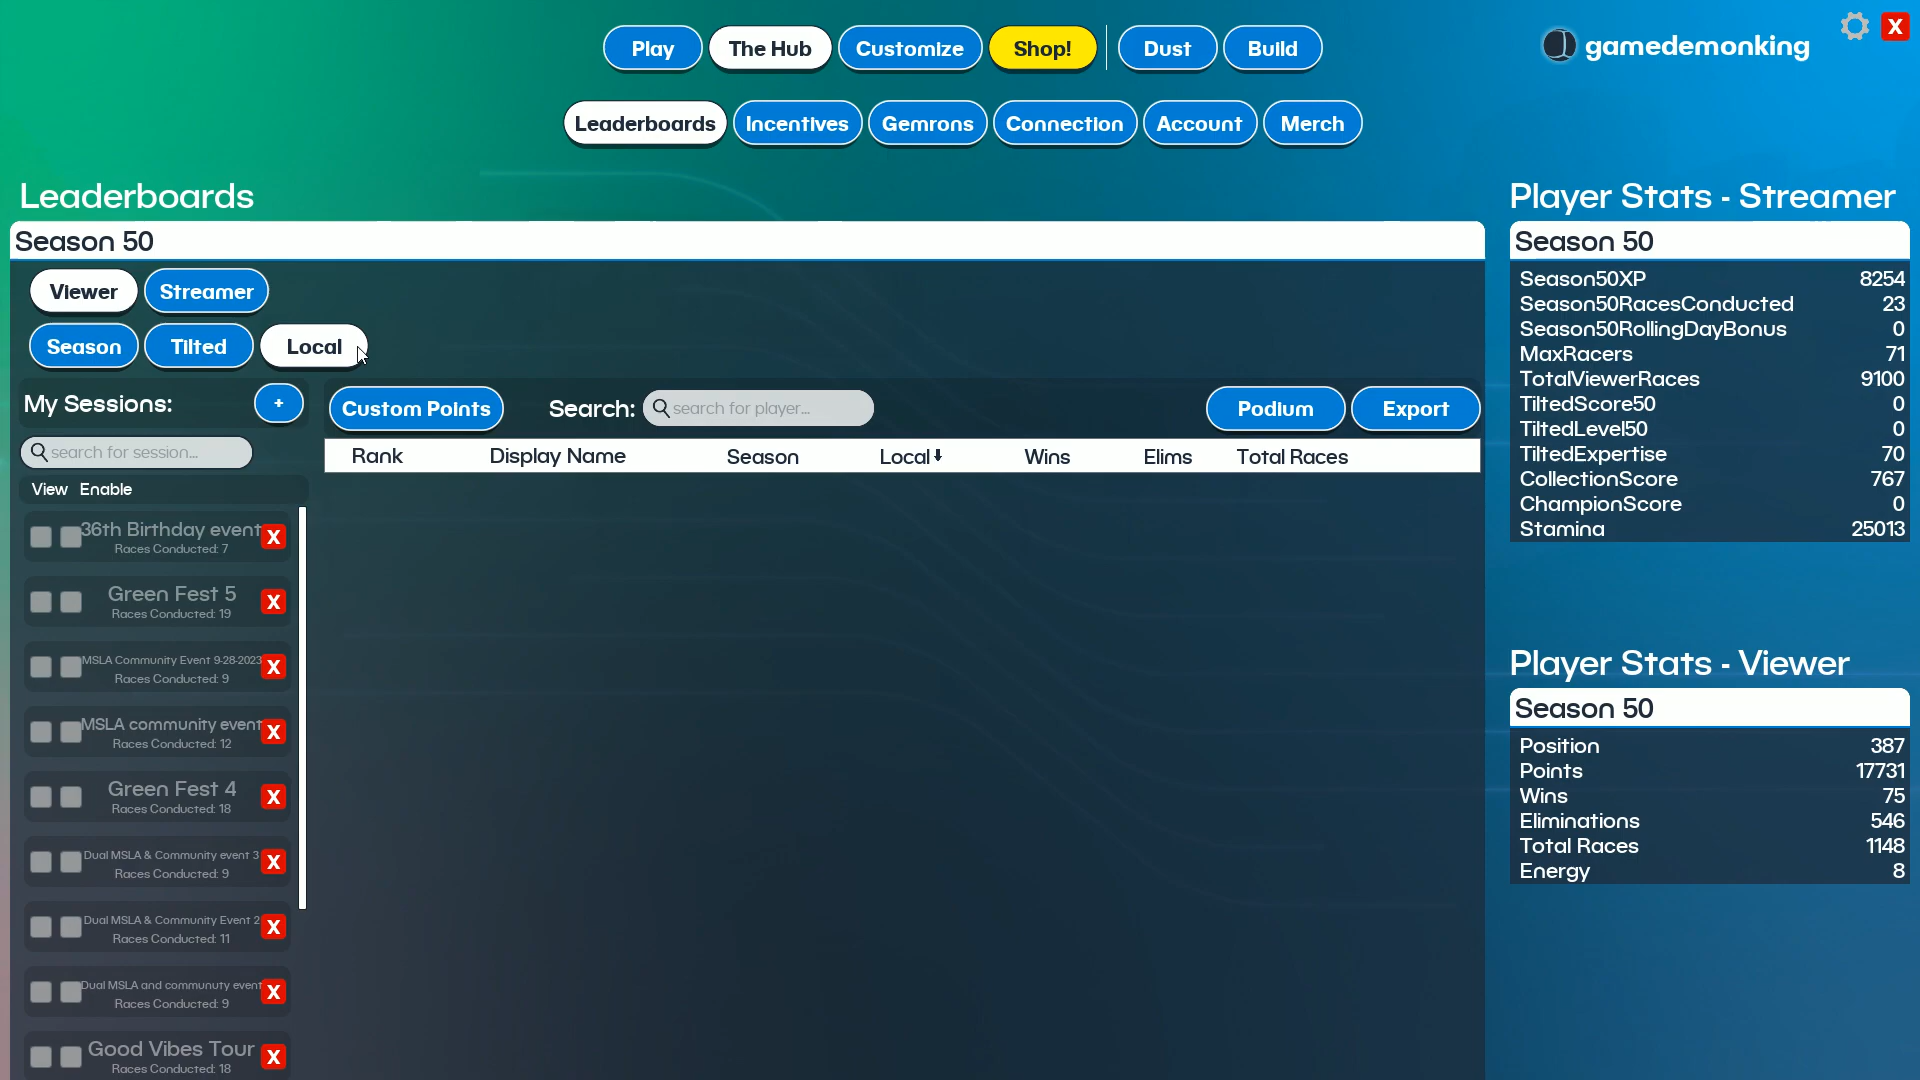 Play The Hub Customize Shop! Dust Build
gamedemonking
X
Leaderboards Incentives Gemrons Connection Account Merch
Leaderboards
Season 50
Viewer Streamer
Season Tilted Local
My Sessions: +
search for session...
View Enable
36th Birthday event X
Races Conducted: 7
Green Fest 5 X
Races Conducted: 19
MSLA Community Event 9-28-2023 X
Races Conducted: 9
MSLA community event X
Races Conducted: 12
Green Fest 4 X
Races Conducted: 18
Dual MSLA & Community event 3 X
Races Conducted: 9
Dual MSLA & Community Event 2 X
Races Conducted: 11
Dual MSLA and communuty event X
Races Conducted: 9
Good Vibes Tour X
Races Conducted: 18
Custom Points Search: search for player... Podium Export
Rank Display Name Season Local Wins Elims Total Races
Player Stats - Streamer
Season 50
Season50XP 8254
Season50RacesConducted 23
Season50RollingDayBonus 0
MaxRacers 71
TotalViewerRaces 9100
TiltedScore50 0
TiltedLevel50 0
TiltedExpertise 70
CollectionScore 767
ChampionScore 0
Stamina 25013
Player Stats - Viewer
Season 50
Position 387
Points 17731
Wins 75
Eliminations 546
Total Races 1148
Energy 8